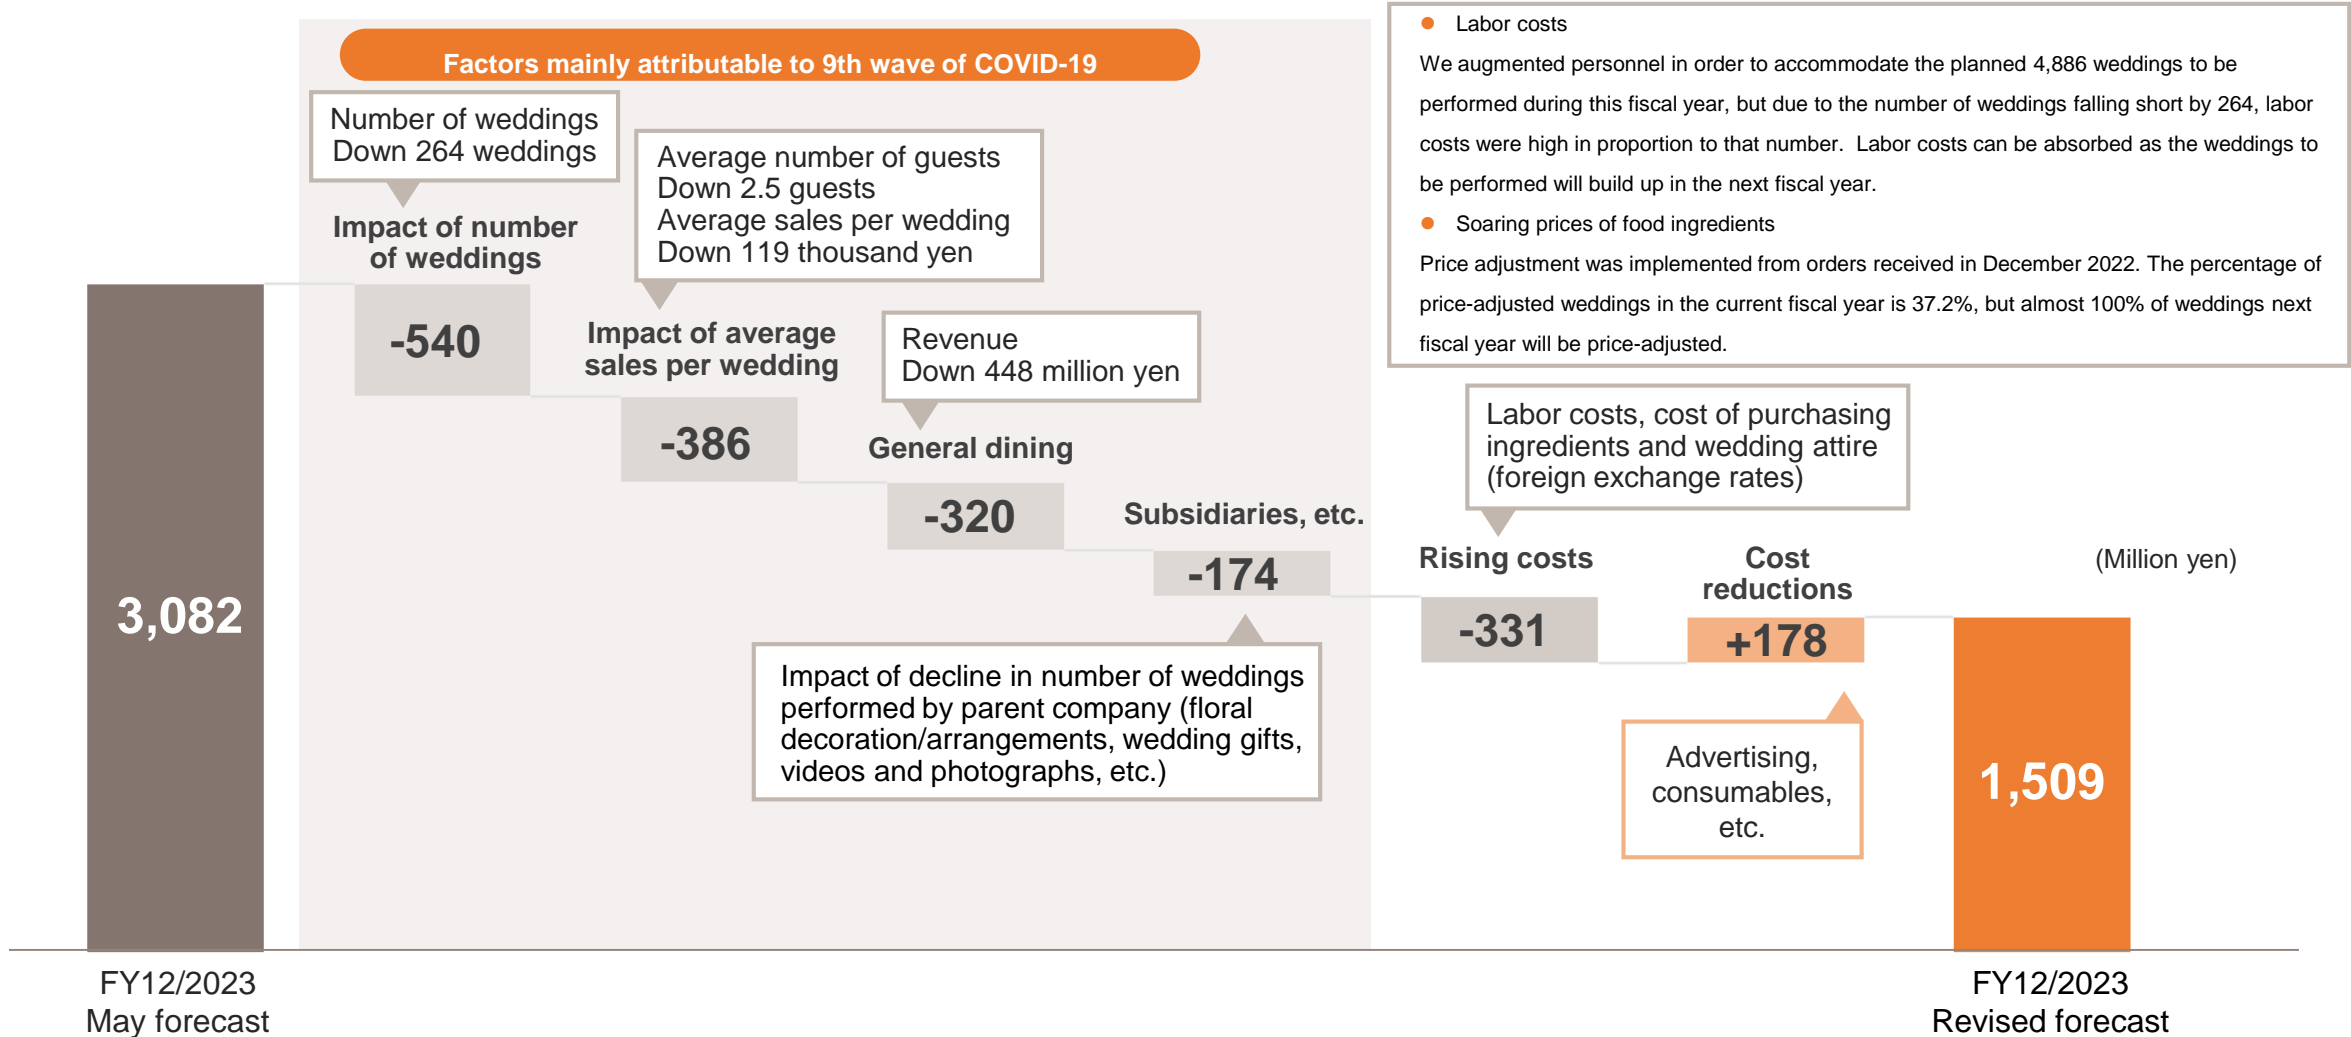 Factors mainly attributable to 9th wave of COVID-19
Number of weddings
Down 264 weddings
Impact of number
of weddings
-540
Average number of guests
Down 2.5 guests
Average sales per wedding
Down 119 thousand yen
Impact of average
sales per wedding
-386
Revenue
Down 448 million yen
General dining
-320
Subsidiaries, etc.
-174
Impact of decline in number of weddings
performed by parent company (floral
decoration/arrangements, wedding gifts,
videos and photographs, etc.)
● Labor costs
We augmented personnel in order to accommodate the planned 4,886 weddings to be
performed during this fiscal year, but due to the number of weddings falling short by 264, labor
costs were high in proportion to that number.  Labor costs can be absorbed as the weddings to
be performed will build up in the next fiscal year.
● Soaring prices of food ingredients
Price adjustment was implemented from orders received in December 2022. The percentage of
price-adjusted weddings in the current fiscal year is 37.2%, but almost 100% of weddings next
fiscal year will be price-adjusted.
Labor costs, cost of purchasing
ingredients and wedding attire
(foreign exchange rates)
Rising costs
-331
Cost
reductions
+178
Advertising,
consumables,
etc.
(Million yen)
3,082
1,509
FY12/2023
May forecast
FY12/2023
Revised forecast